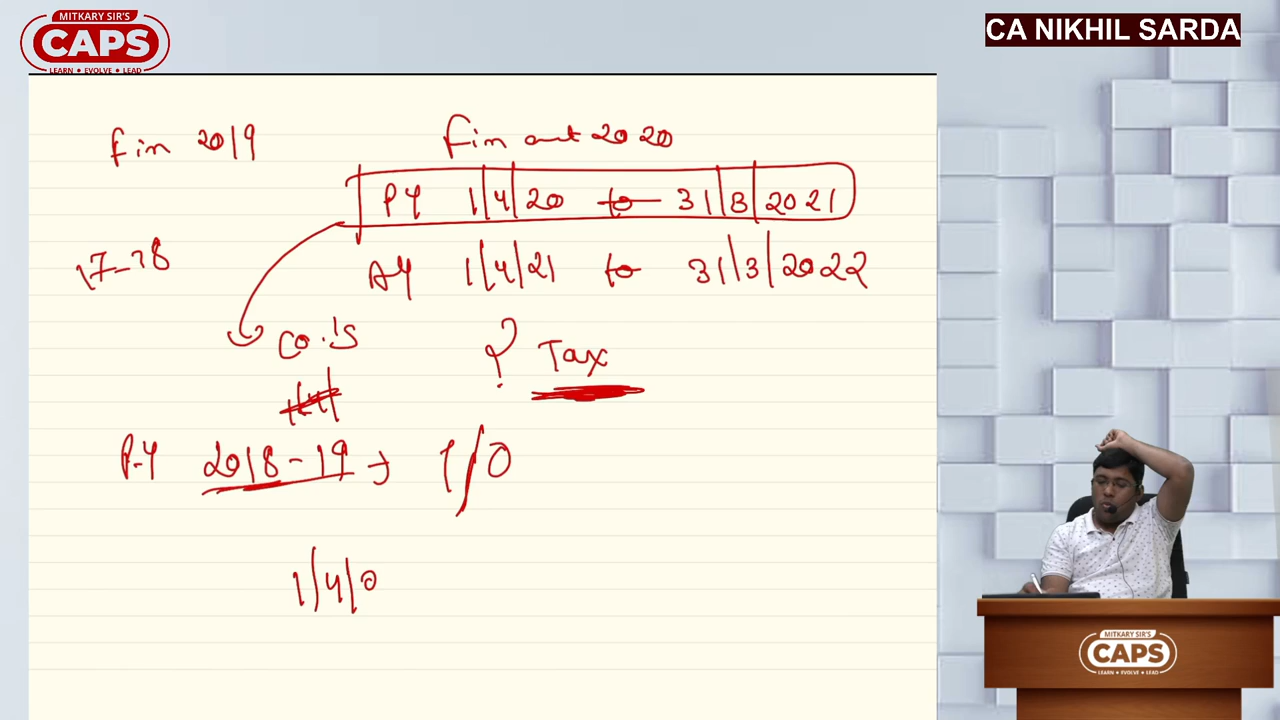 MITKARY SIR'S
CAPS
LEARN • EVOLVE • LEAD
CA NIKHIL SARDA
fin 2019
fin act 2020
PY 1/4/20 to 31/3/2021
17-18
AY 1/4/21 to 31/3/2022
Co.'s
? Tax
P.Y 2018-19 → 1/0
1/4/0
MITKARY SIR'S
CAPS
LEARN • EVOLVE • LEAD